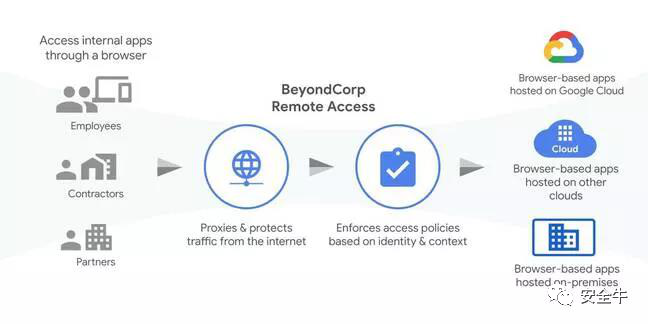 Access internal apps
through a browser
Employees
Contractors
Partners
BeyondCorp
Remote Access
Proxies & protects
traffic from the internet
Enforces access policies
based on identity & context
Browser-based apps
hosted on Google Cloud
Cloud
Browser-based apps
hosted on other
clouds
Browser-based apps
hosted on-premises
安全牛